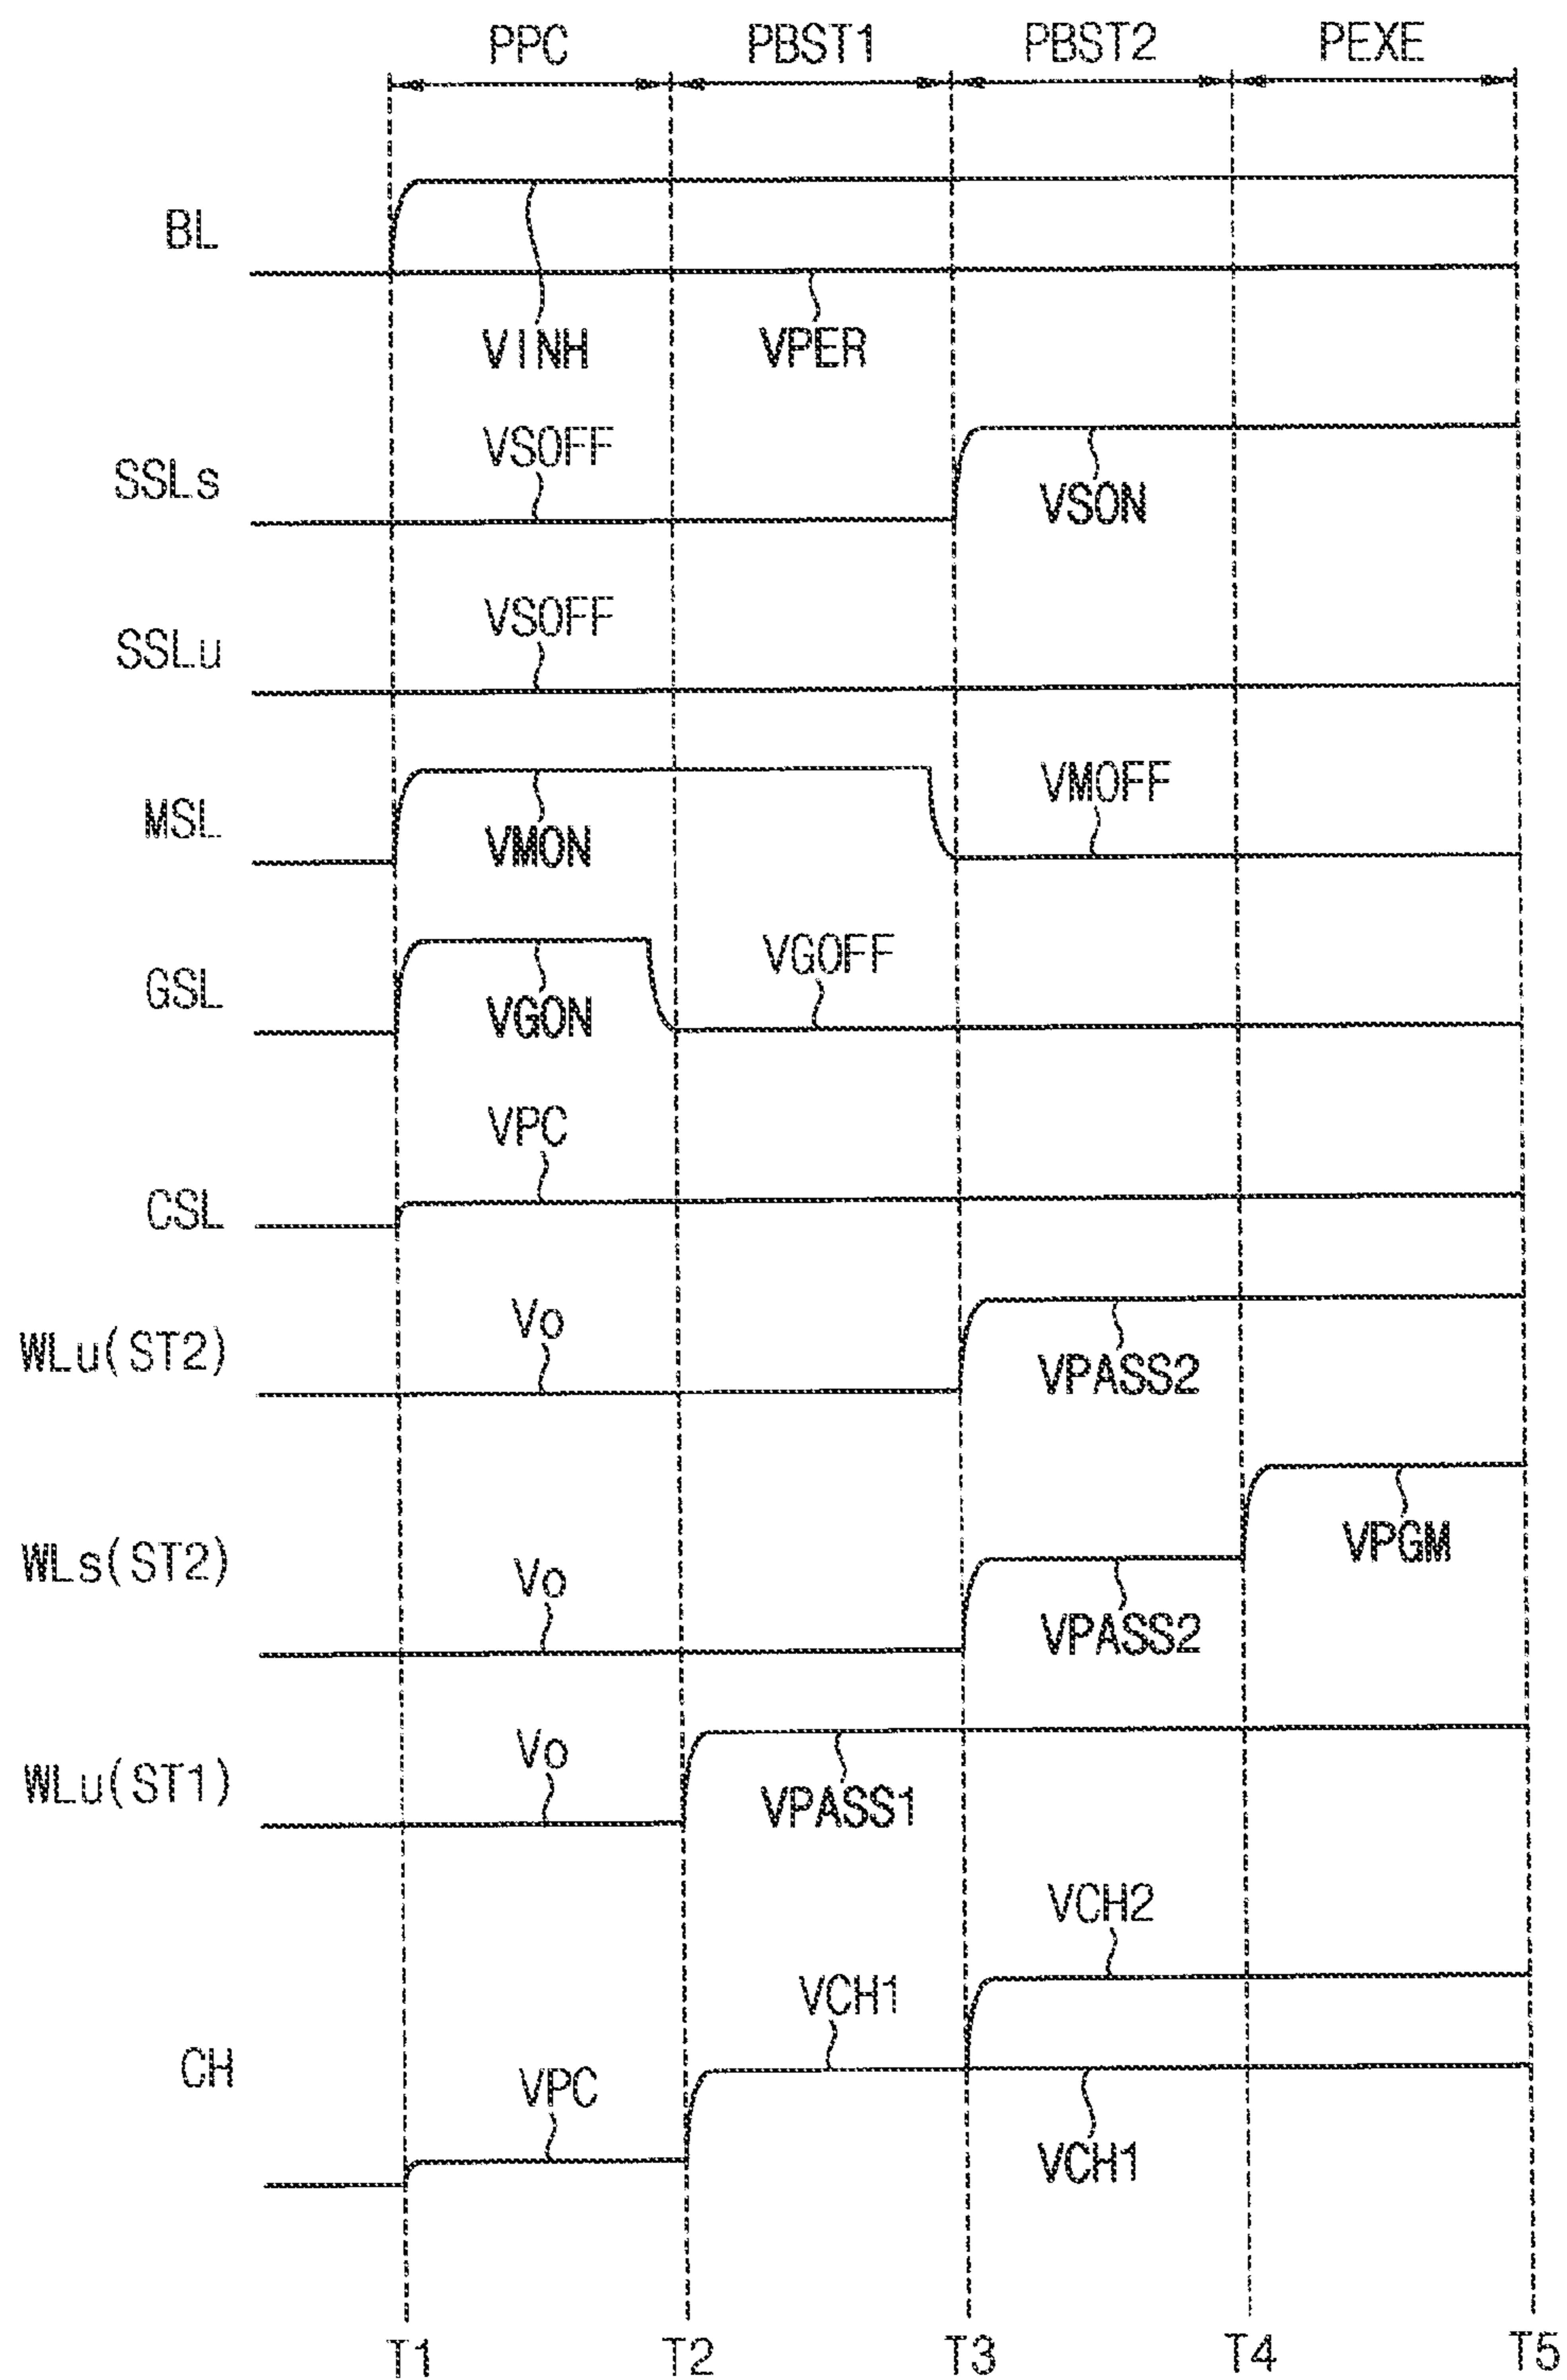 PPC PBST1 PBST2 PEXE
BL
VINH VPER
VSOFF
SSLs
VSON
VSOFF
SSLu
VMOFF
MSL
VMON
VGOFF
GSL
VGON
VPC
CSL
Vo
WLu(ST2)
VPASS2
VPGM
WLs(ST2)
Vo
VPASS2
Vo
WLu(ST1)
VPASS1
VCH2
VCH1
CH
VPC
VCH1
T1 T2 T3 T4 T5